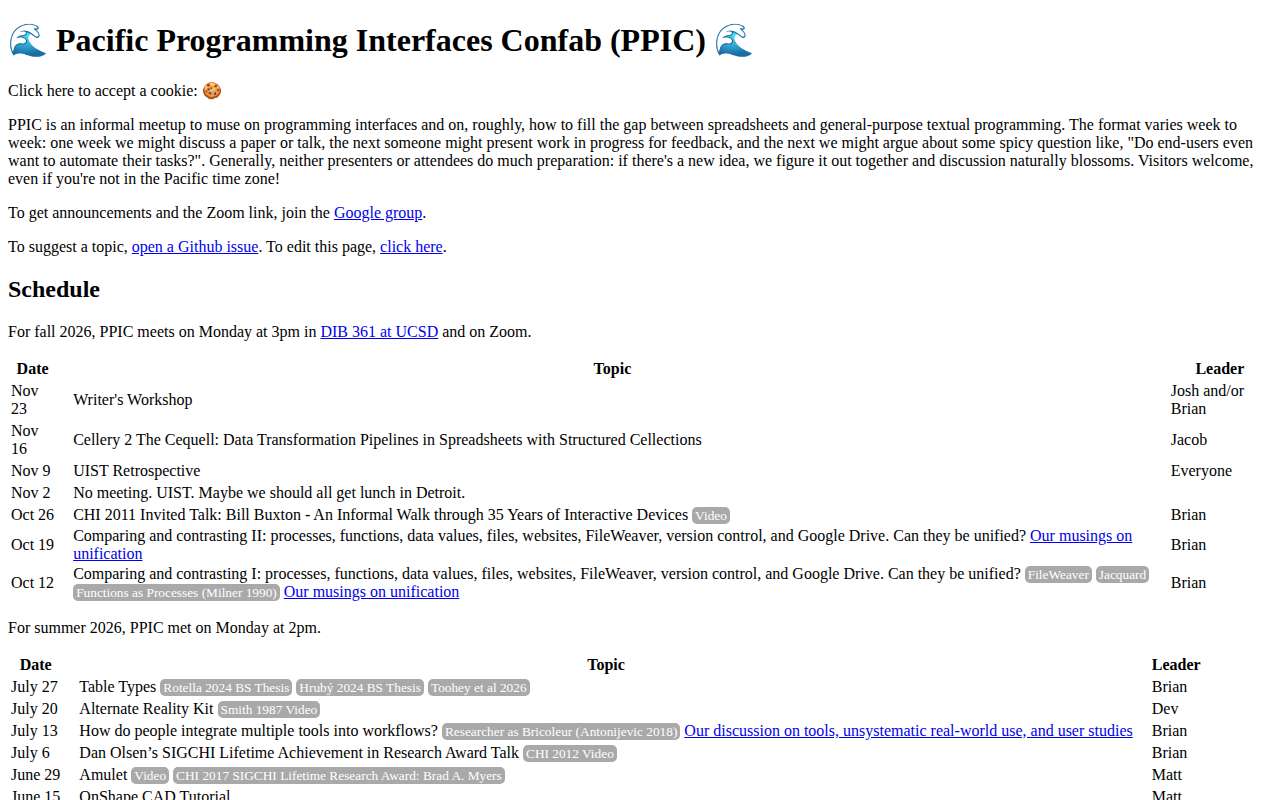 🌊 Pacific Programming Interfaces Confab (PPIC) 🌊
Click here to accept a cookie: 🍪
PPIC is an informal meetup to muse on programming interfaces and on, roughly, how to fill the gap between spreadsheets and general-purpose textual programming. The format varies week to
week: one week we might discuss a paper or talk, the next someone might present work in progress for feedback, and the next we might argue about some spicy question like, "Do end-users even
want to automate their tasks?". Generally, neither presenters or attendees do much preparation: if there's a new idea, we figure it out together and discussion naturally blossoms. Visitors welcome,
even if you're not in the Pacific time zone!
To get announcements and the Zoom link, join the Google group.
To suggest a topic, open a Github issue. To edit this page, click here.
Schedule
For fall 2026, PPIC meets on Monday at 3pm in DIB 361 at UCSD and on Zoom.
Date Topic Leader
Nov 23 Writer's Workshop Josh and/or Brian
Nov 16 Cellery 2 The Cequell: Data Transformation Pipelines in Spreadsheets with Structured Cellections Jacob
Nov 9 UIST Retrospective Everyone
Nov 2 No meeting. UIST. Maybe we should all get lunch in Detroit.
Oct 26 CHI 2011 Invited Talk: Bill Buxton - An Informal Walk through 35 Years of Interactive Devices Video Brian
Oct 19 Comparing and contrasting II: processes, functions, data values, files, websites, FileWeaver, version control, and Google Drive. Can they be unified? Our musings on
unification Brian
Oct 12 Comparing and contrasting I: processes, functions, data values, files, websites, FileWeaver, version control, and Google Drive. Can they be unified? FileWeaver Jacquard
Functions as Processes (Milner 1990) Our musings on unification Brian
For summer 2026, PPIC met on Monday at 2pm.
Date Topic Leader
July 27 Table Types Rotella 2024 BS Thesis Hrubý 2024 BS Thesis Toohey et al 2026 Brian
July 20 Alternate Reality Kit Smith 1987 Video Dev
July 13 How do people integrate multiple tools into workflows? Researcher as Bricoleur (Antonijevic 2018) Our discussion on tools, unsystematic real-world use, and user studies Brian
July 6 Dan Olsen’s SIGCHI Lifetime Achievement in Research Award Talk CHI 2012 Video Brian
June 29 Amulet Video CHI 2017 SIGCHI Lifetime Research Award: Brad A. Myers Matt
June 15 OnShape CAD Tutorial Matt